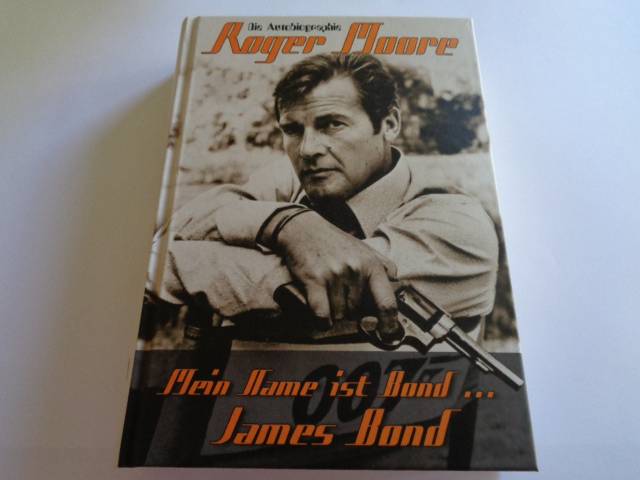 Die Autobiographie
Roger Moore
007
Mein Name ist Bond ...
James Bond